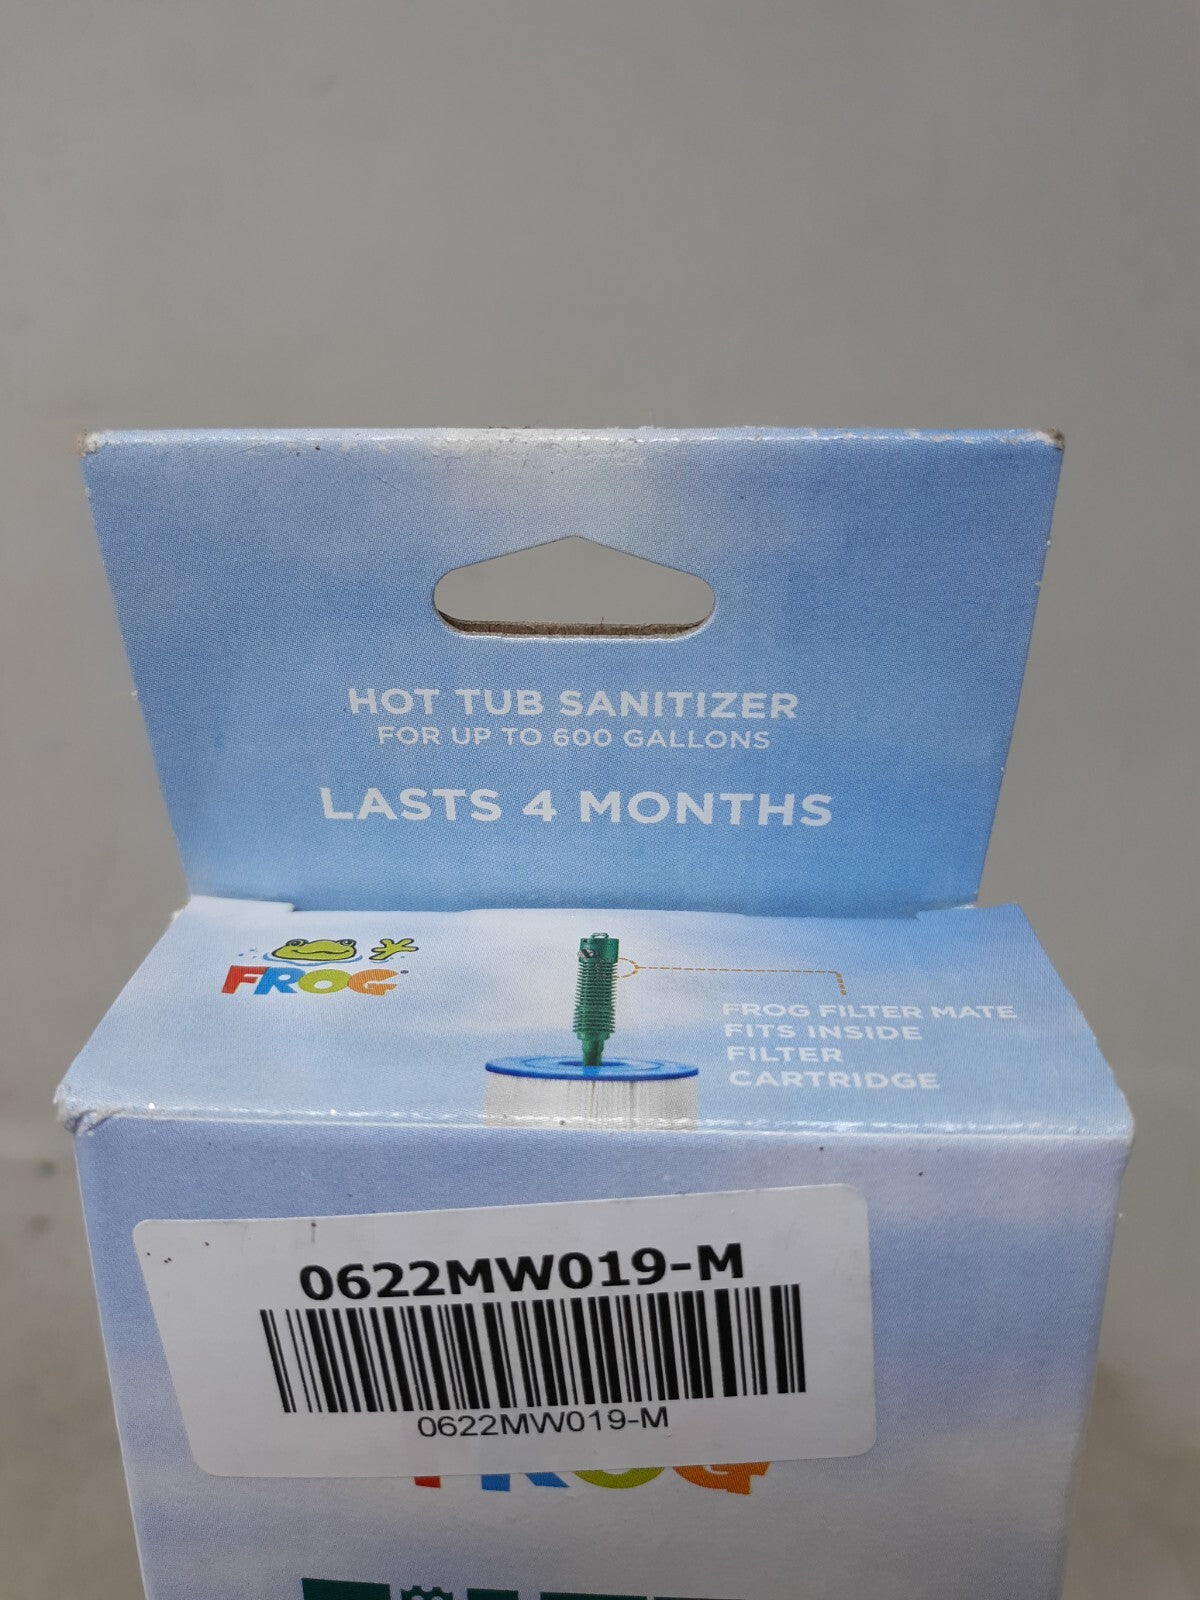 HOT TUB SANITIZER
FOR UP TO 600 GALLONS
LASTS 4 MONTHS
FROG®
FROG FILTER MATE
FITS INSIDE
FILTER
CARTRIDGE
0622MW019-M
0622MW019-M
FROG